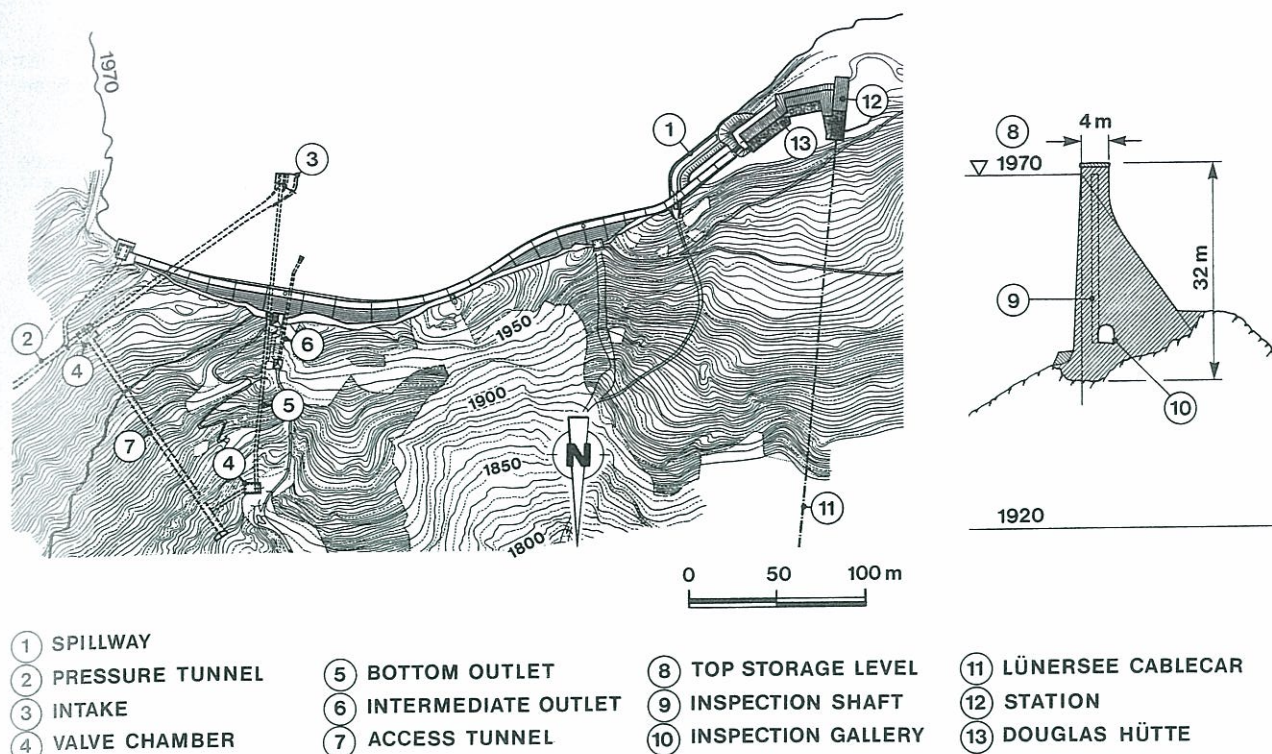 1970
3
1
12
13
2
4
6
5
7
4
1950
1900
1850
1800
N
11
0 50 100 m
8
4 m
1970
9
32 m
10
1920
1 SPILLWAY
2 PRESSURE TUNNEL
3 INTAKE
4 VALVE CHAMBER
5 BOTTOM OUTLET
6 INTERMEDIATE OUTLET
7 ACCESS TUNNEL
8 TOP STORAGE LEVEL
9 INSPECTION SHAFT
10 INSPECTION GALLERY
11 LÜNERSEE CABLECAR
12 STATION
13 DOUGLAS HÜTTE